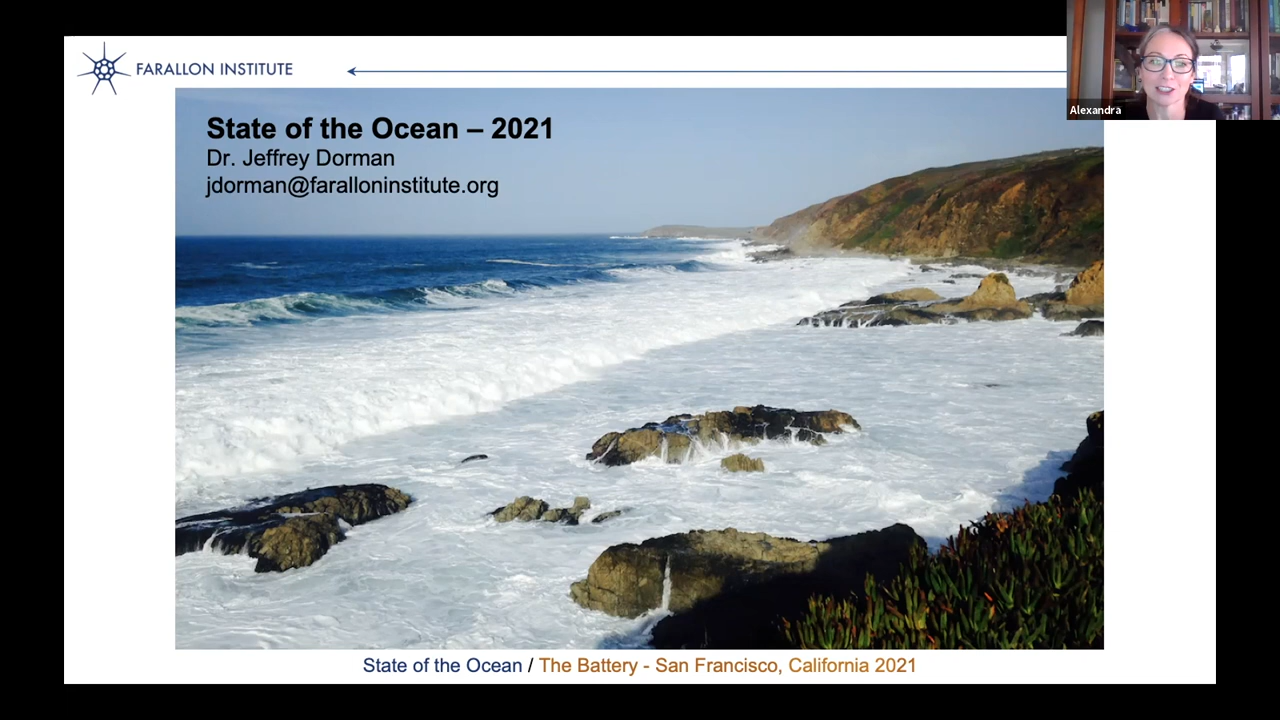 FARALLON INSTITUTE
Alexandra
State of the Ocean – 2021
Dr. Jeffrey Dorman
jdorman@faralloninstitute.org
State of the Ocean / The Battery - San Francisco, California 2021